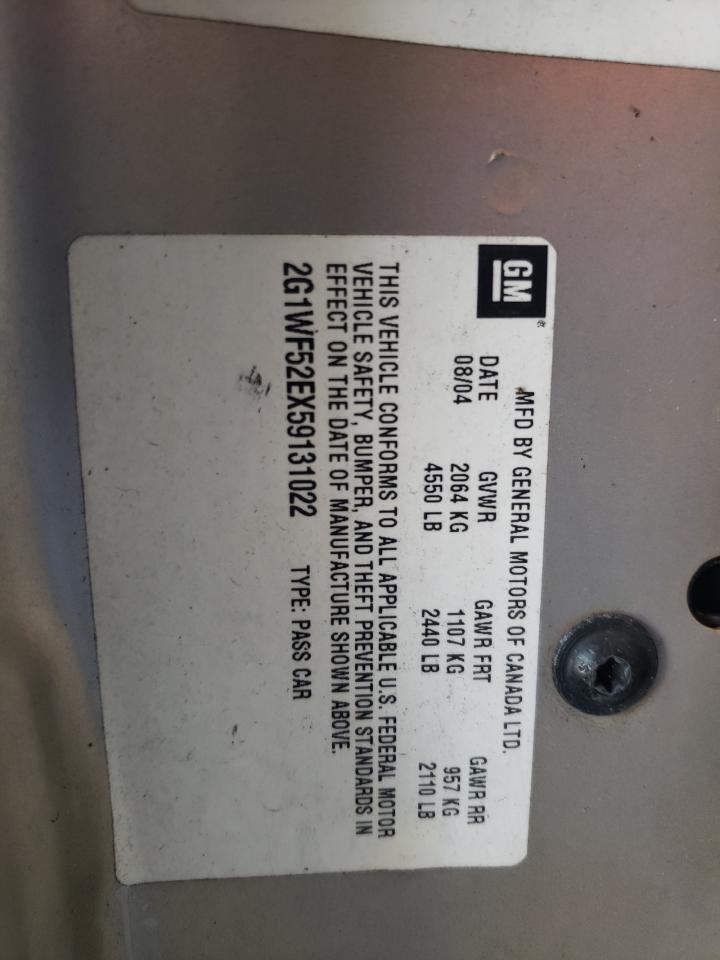 GM
MFD BY GENERAL MOTORS OF CANADA LTD.
DATE GVWR GAWR FRT GAWR RR
08/04 2064 KG 1107 KG 957 KG
4550 LB 2440 LB 2110 LB
THIS VEHICLE CONFORMS TO ALL APPLICABLE U.S. FEDERAL MOTOR
VEHICLE SAFETY, BUMPER, AND THEFT PREVENTION STANDARDS IN
EFFECT ON THE DATE OF MANUFACTURE SHOWN ABOVE.
2G1WF52EX59131022 TYPE: PASS CAR